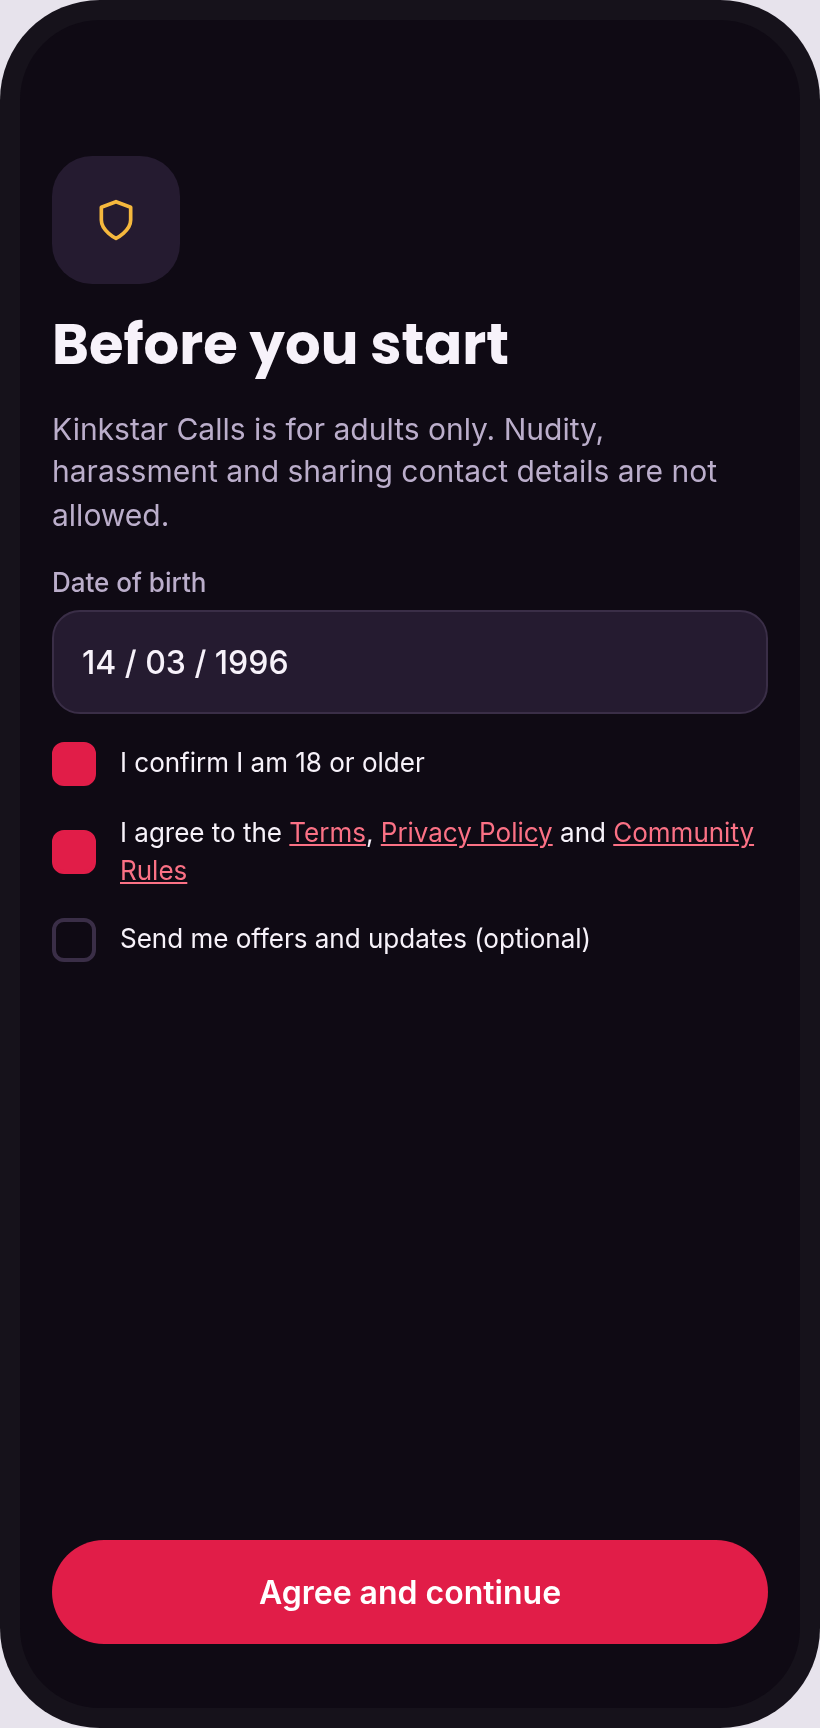 Before you start
Kinkstar Calls is for adults only. Nudity,
harassment and sharing contact details are not
allowed.
Date of birth
14 / 03 / 1996
I confirm I am 18 or older
I agree to the Terms, Privacy Policy and Community
Rules
Send me offers and updates (optional)
Agree and continue